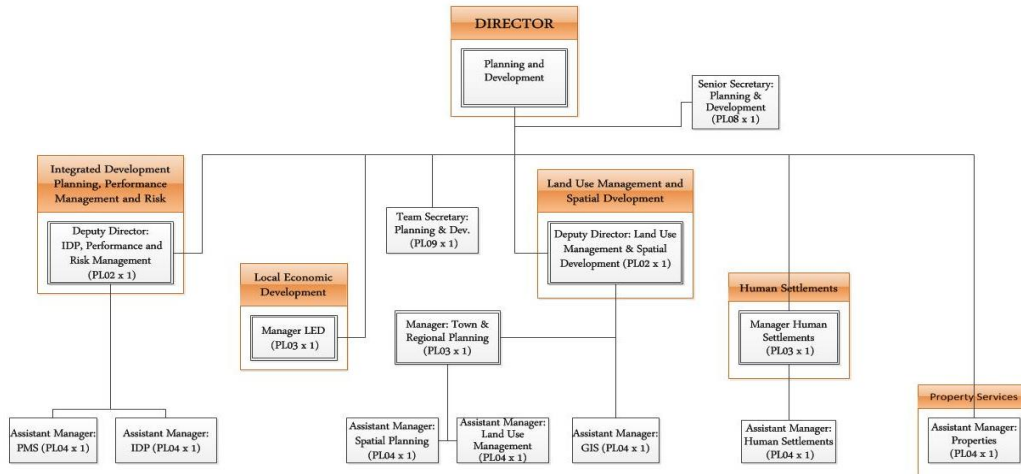 DIRECTOR
Planning and
Development
Senior Secretary:
Planning &
Development
(PL08 x 1)
Integrated Development
Planning, Performance
Management and Risk
Deputy Director:
IDP, Performance and
Risk Management
(PL02 x 1)
Team Secretary:
Planning & Dev.
(PL09 x 1)
Land Use Management and
Spatial Dvelopment
Deputy Director: Land Use
Management & Spatial
Development (PL02 x 1)
Local Economic
Development
Manager LED
(PL03 x 1)
Manager: Town &
Regional Planning
(PL03 x 1)
Human Settlements
Manager Human
Settlements
(PL03 x 1)
Assistant Manager:
PMS (PL04 x 1)
Assistant Manager:
IDP (PL04 x 1)
Assistant Manager:
Spatial Planning
(PL04 x 1)
Assistant Manager:
Land Use
Management
(PL04 x 1)
Assistant Manager:
GIS (PL04 x 1)
Assistant Manager:
Human Settlements
(PL04 x 1)
Property Services
Assistant Manager:
Properties
(PL04 x 1)